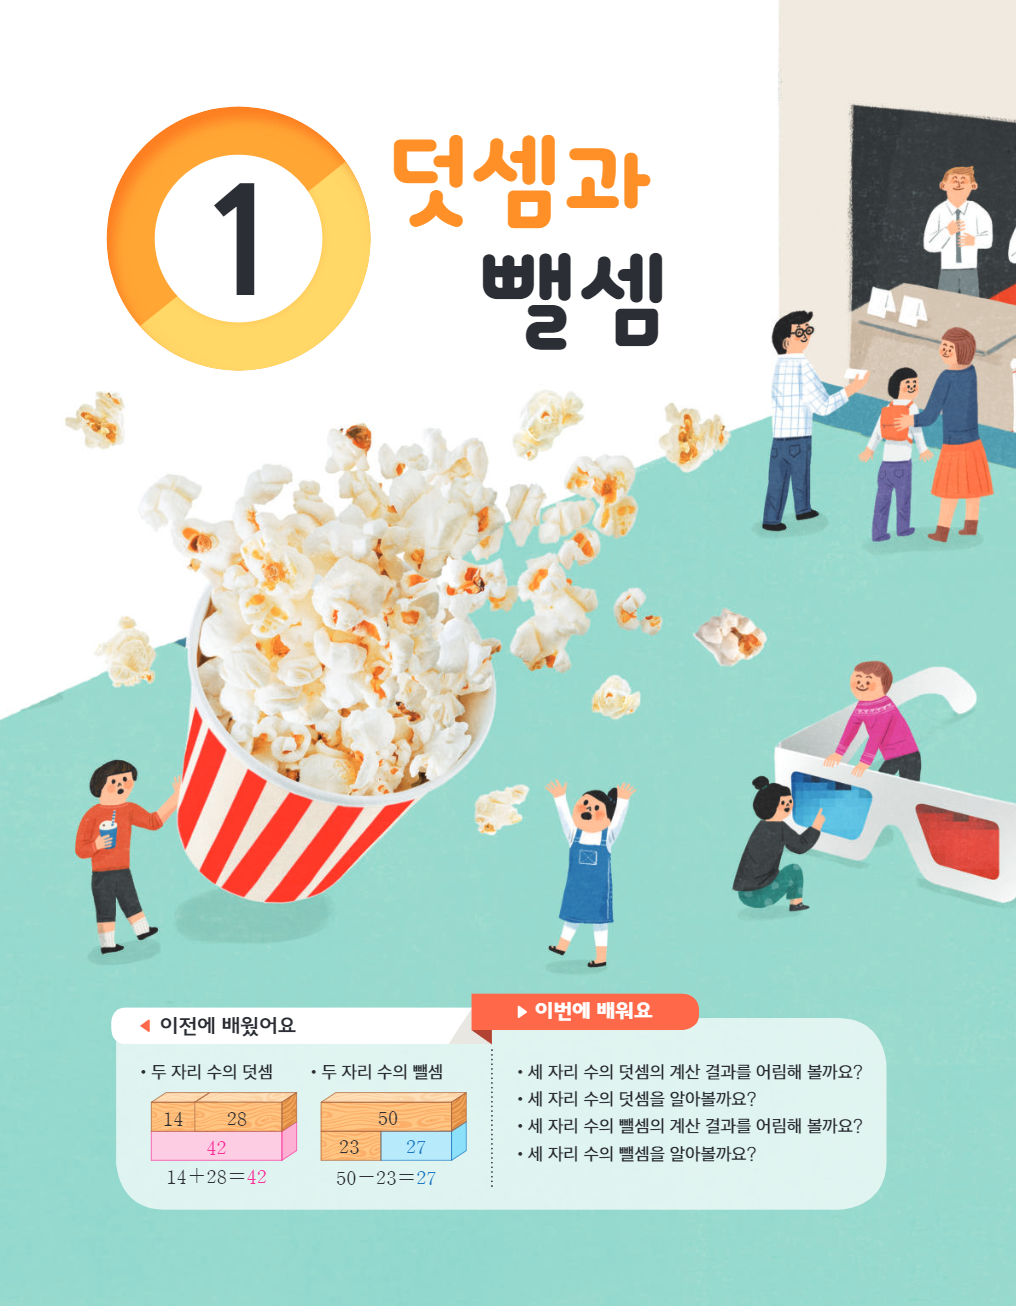 1
덧셈과
뺄셈
이전에 배웠어요
• 두 자리 수의 덧셈
14 28
42
14+28=42
• 두 자리 수의 뺄셈
50
23 27
50-23=27
이번에 배워요
• 세 자리 수의 덧셈의 계산 결과를 어림해 볼까요?
• 세 자리 수의 덧셈을 알아볼까요?
• 세 자리 수의 뺄셈의 계산 결과를 어림해 볼까요?
• 세 자리 수의 뺄셈을 알아볼까요?